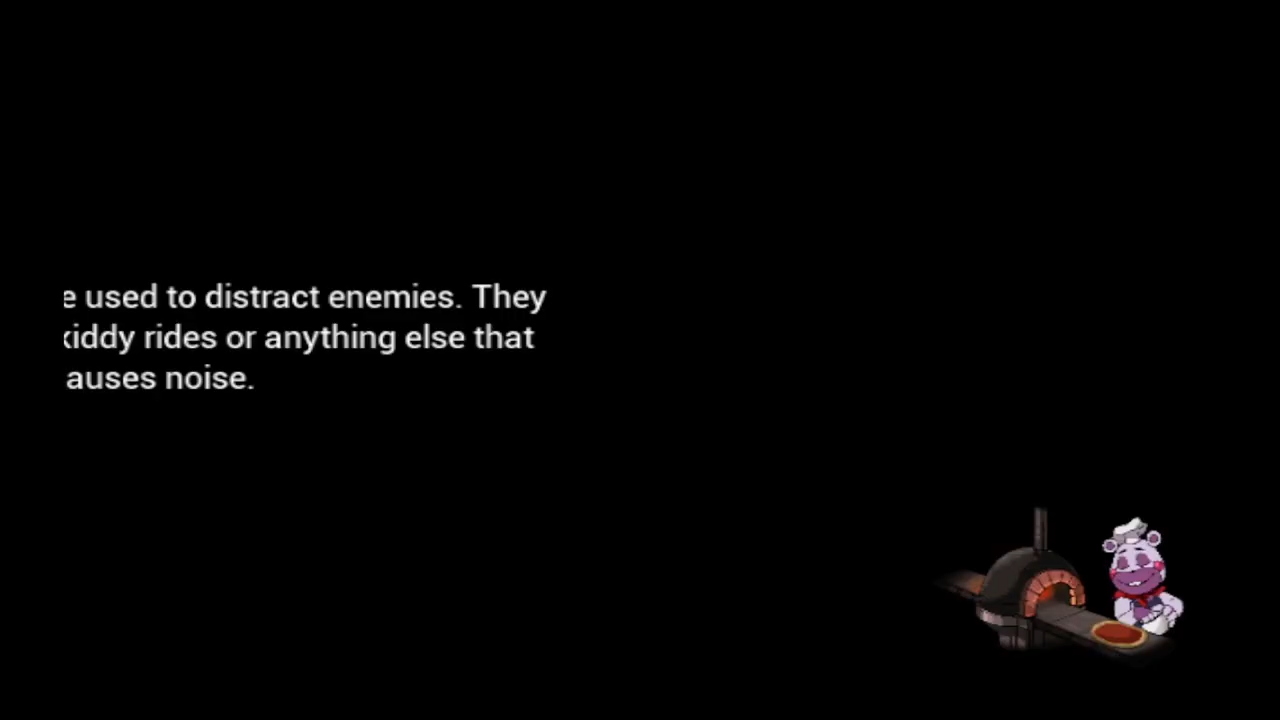 e used to distract enemies. They
kiddy rides or anything else that
auses noise.